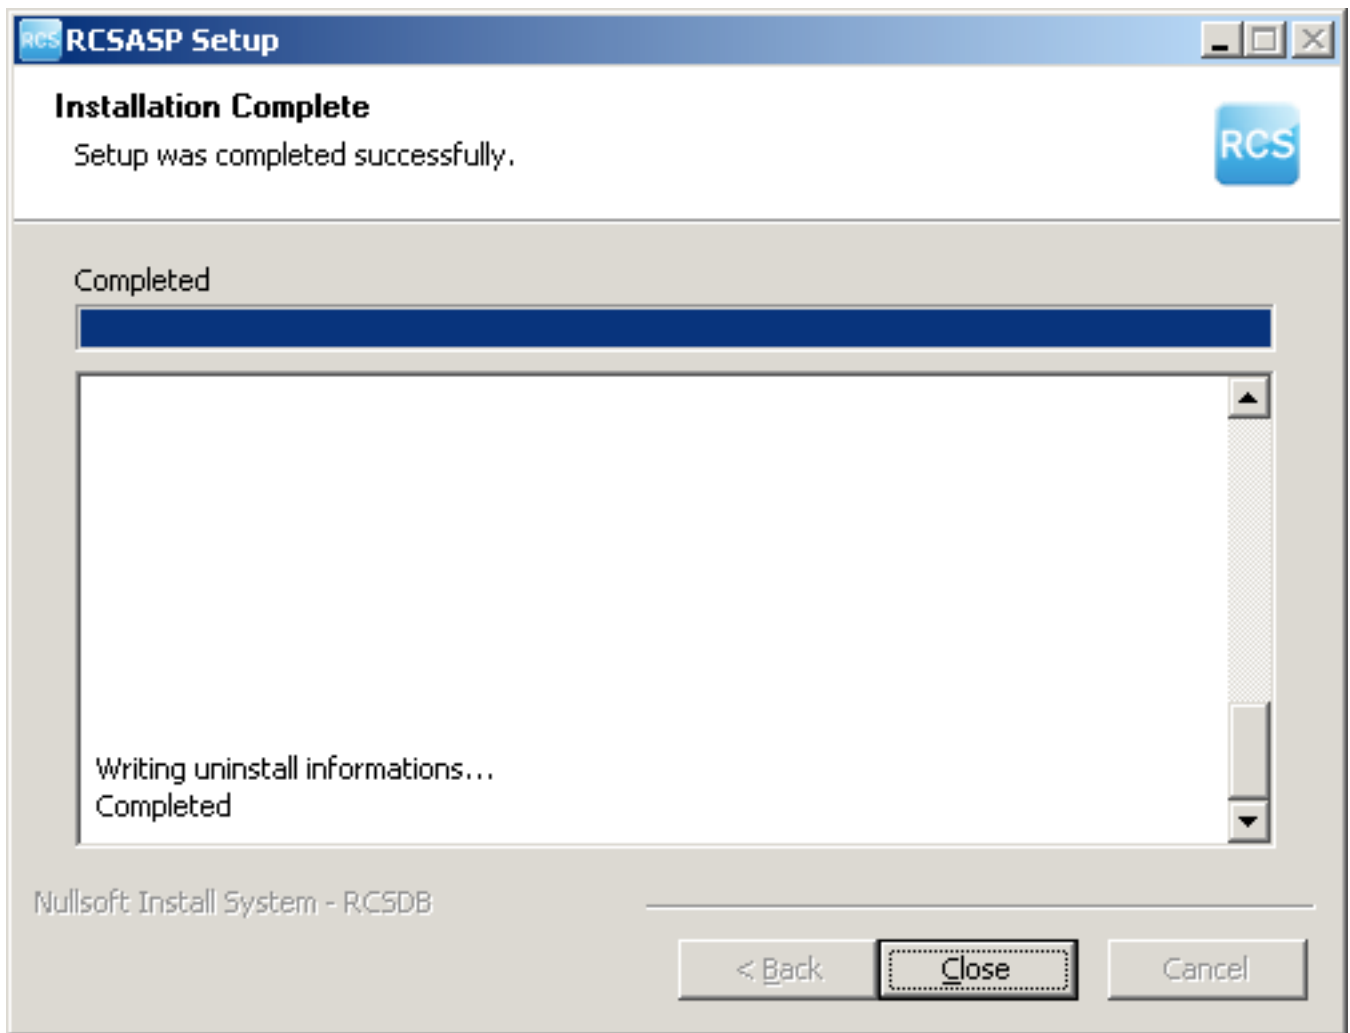 RCS RCSASP Setup
Installation Complete
Setup was completed successfully.
RCS
Completed
Writing uninstall informations...
Completed
Nullsoft Install System - RCSDB
< Back Close Cancel